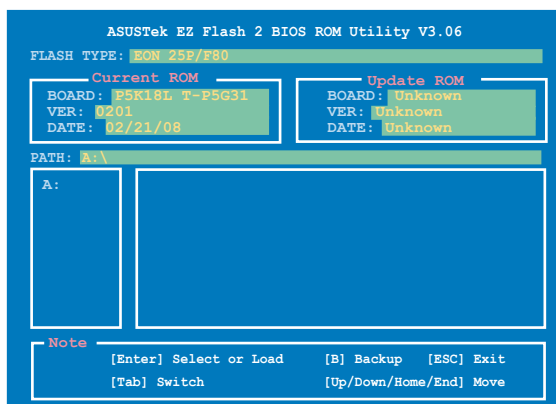 ASUSTek EZ Flash 2 BIOS ROM Utility V3.06
FLASH TYPE: EON 25P/F80
Current ROM
BOARD: P5K18L T-P5G31
VER: 0201
DATE: 02/21/08
Update ROM
BOARD: Unknown
VER: Unknown
DATE: Unknown
PATH: A:\
A:
Note
[Enter] Select or Load [B] Backup [ESC] Exit
[Tab] Switch [Up/Down/Home/End] Move